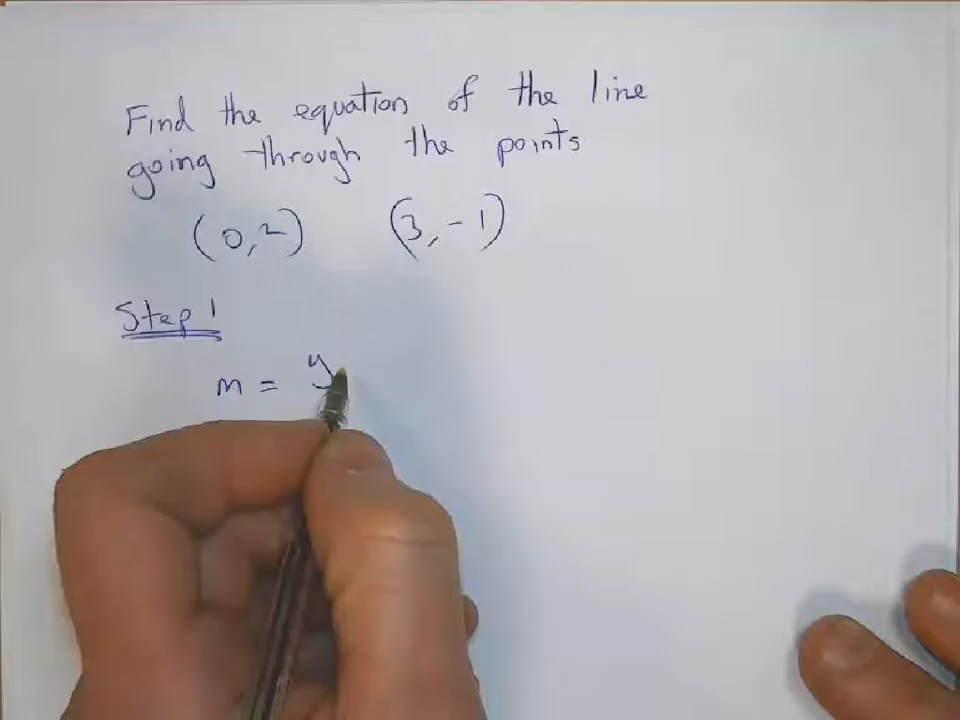 Find the equation of the line
going through the points
(0,2) (3,-1)
Step 1
m = y